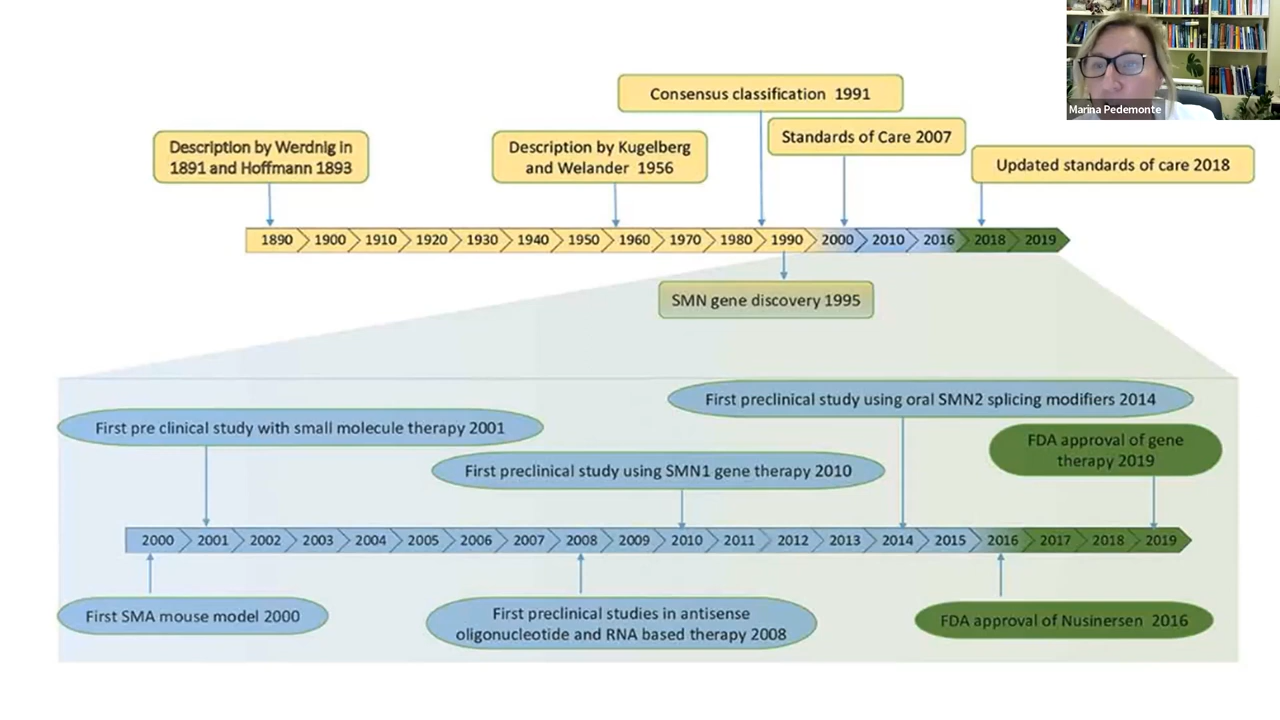 Marina Pedemonte
Consensus classification 1991
Standards of Care 2007
Description by Werdnig in
1891 and Hoffmann 1893
Description by Kugelberg
and Welander 1956
Updated standards of care 2018
1890 1900 1910 1920 1930 1940 1950 1960 1970 1980 1990 2000 2010 2016 2018 2019
SMN gene discovery 1995
First preclinical study using oral SMN2 splicing modifiers 2014
First pre clinical study with small molecule therapy 2001
FDA approval of gene
therapy 2019
First preclinical study using SMN1 gene therapy 2010
2000 2001 2002 2003 2004 2005 2006 2007 2008 2009 2010 2011 2012 2013 2014 2015 2016 2017 2018 2019
First SMA mouse model 2000
First preclinical studies in antisense
oligonucleotide and RNA based therapy 2008
FDA approval of Nusinersen 2016